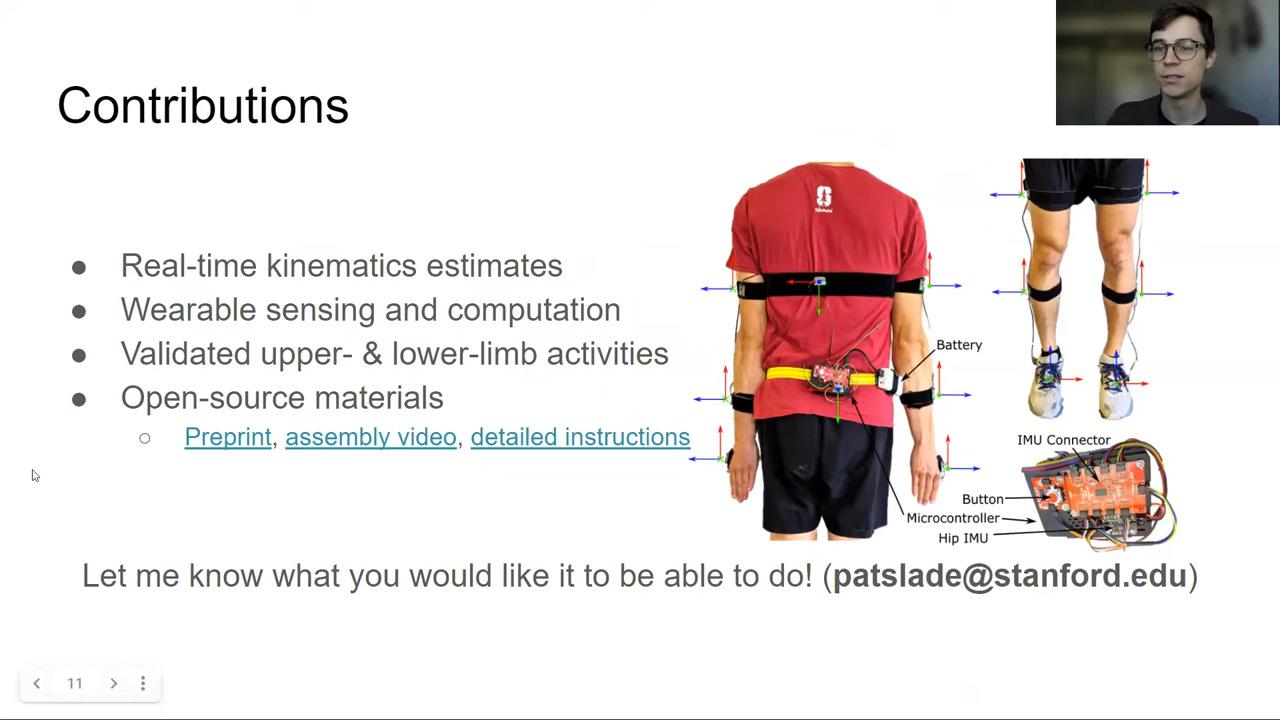 Contributions
● Real-time kinematics estimates
● Wearable sensing and computation
● Validated upper- & lower-limb activities
● Open-source materials
○ Preprint, assembly video, detailed instructions
Battery
IMU Connector
Button
Microcontroller
Hip IMU
Let me know what you would like it to be able to do! (patslade@stanford.edu)
11